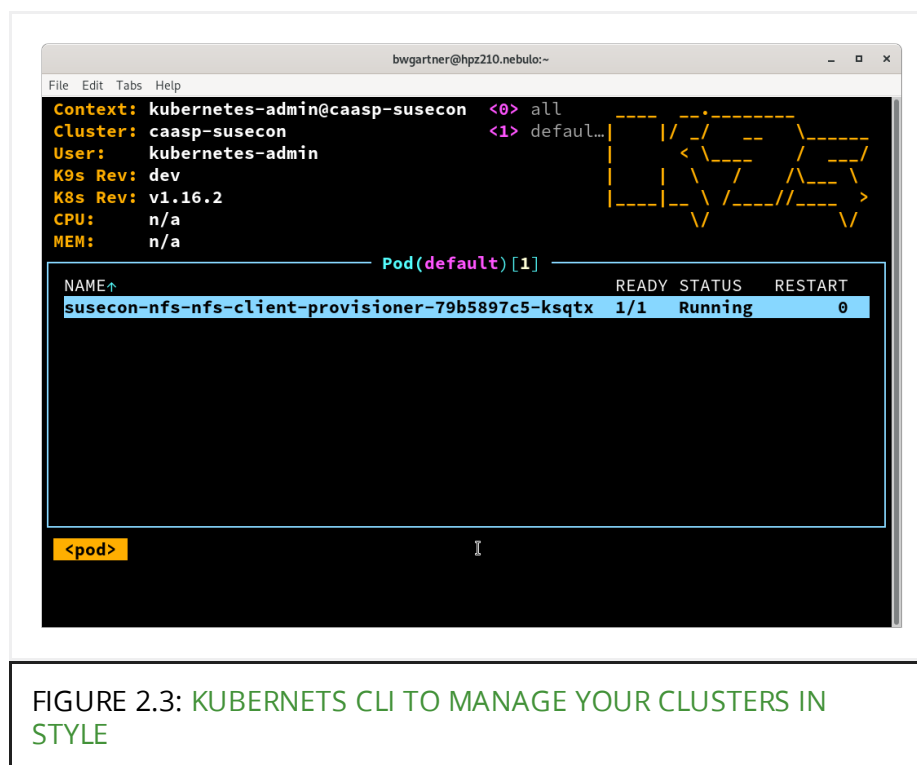 bwgartner@hpz210.nebulo:~
File Edit Tabs Help
Context: kubernetes-admin@caasp-susecon <0> all
Cluster: caasp-susecon <1> defaul…
User: kubernetes-admin
K9s Rev: dev
K8s Rev: v1.16.2
CPU: n/a
MEM: n/a
K9s
Pod(default)[1]
NAME↑ READY STATUS RESTART
susecon-nfs-nfs-client-provisioner-79b5897c5-ksqtx 1/1 Running 0
<pod>
FIGURE 2.3: KUBERNETS CLI TO MANAGE YOUR CLUSTERS IN
STYLE